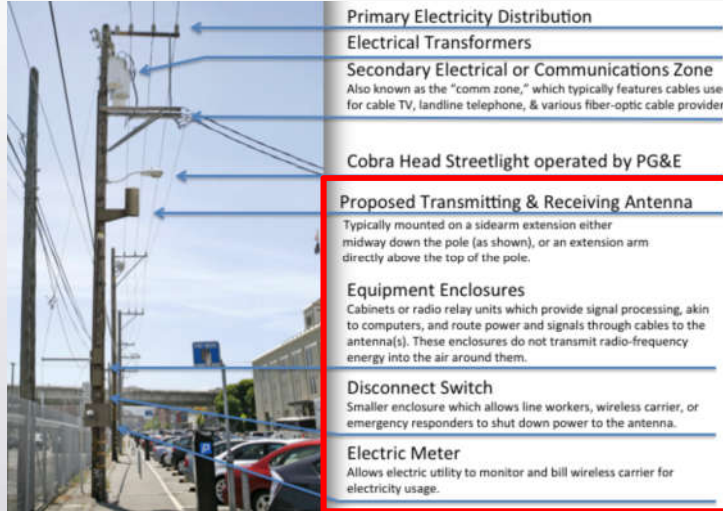 Primary Electricity Distribution
Electrical Transformers
Secondary Electrical or Communications Zone
Also known as the "comm zone," which typically features cables use
for cable TV, landline telephone, & various fiber-optic cable provider
Cobra Head Streetlight operated by PG&E
Proposed Transmitting & Receiving Antenna
Typically mounted on a sidearm extension either
midway down the pole (as shown), or an extension arm
directly above the top of the pole.
Equipment Enclosures
Cabinets or radio relay units which provide signal processing, akin
to computers, and route power and signals through cables to the
antenna(s). These enclosures do not transmit radio-frequency
energy into the air around them.
Disconnect Switch
Smaller enclosure which allows line workers, wireless carrier, or
emergency responders to shut down power to the antenna.
Electric Meter
Allows electric utility to monitor and bill wireless carrier for
electricity usage.